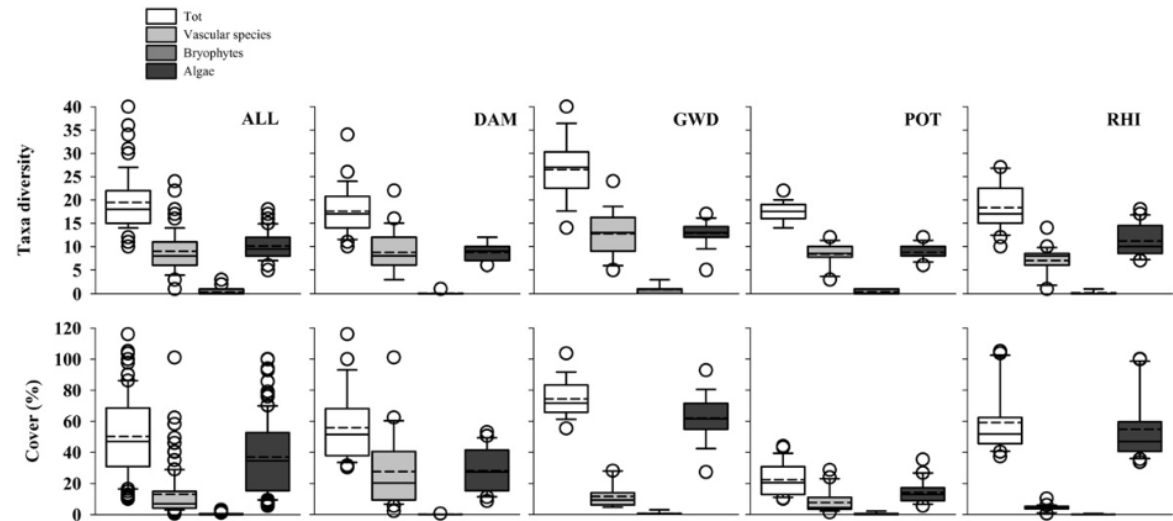 Tot
Vascular species
Bryophytes
Algae
ALL DAM GWD POT RHI
Taxa diversity
40
35
30
25
20
15
10
5
0
Cover (%)
120
100
80
60
40
20
0